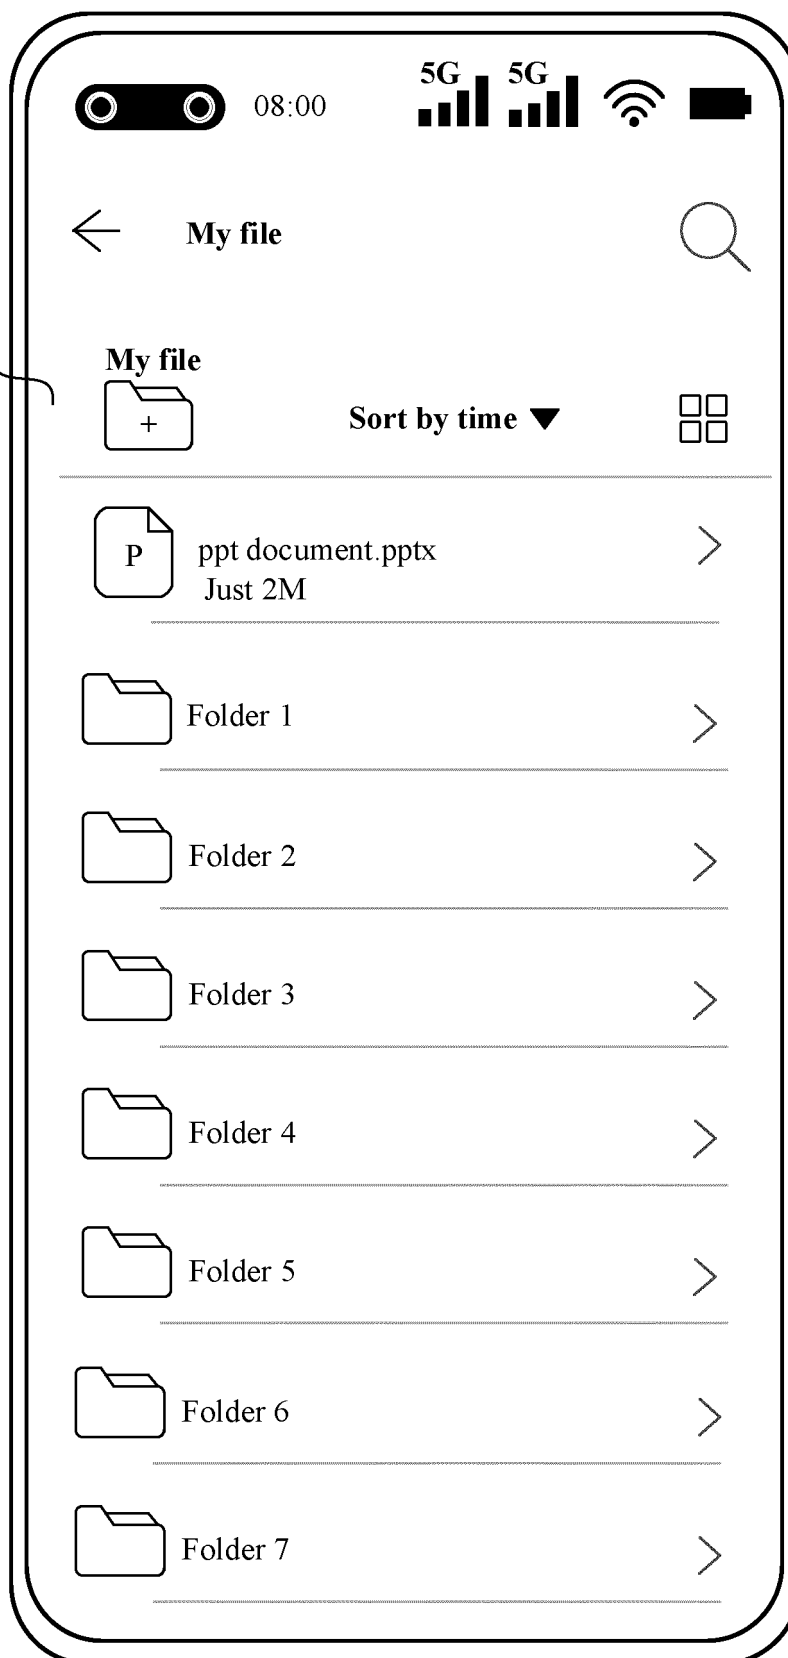 5G 5G
08:00
My file
My file
+
Sort by time
P
ppt document.pptx
Just 2M
Folder 1
Folder 2
Folder 3
Folder 4
Folder 5
Folder 6
Folder 7